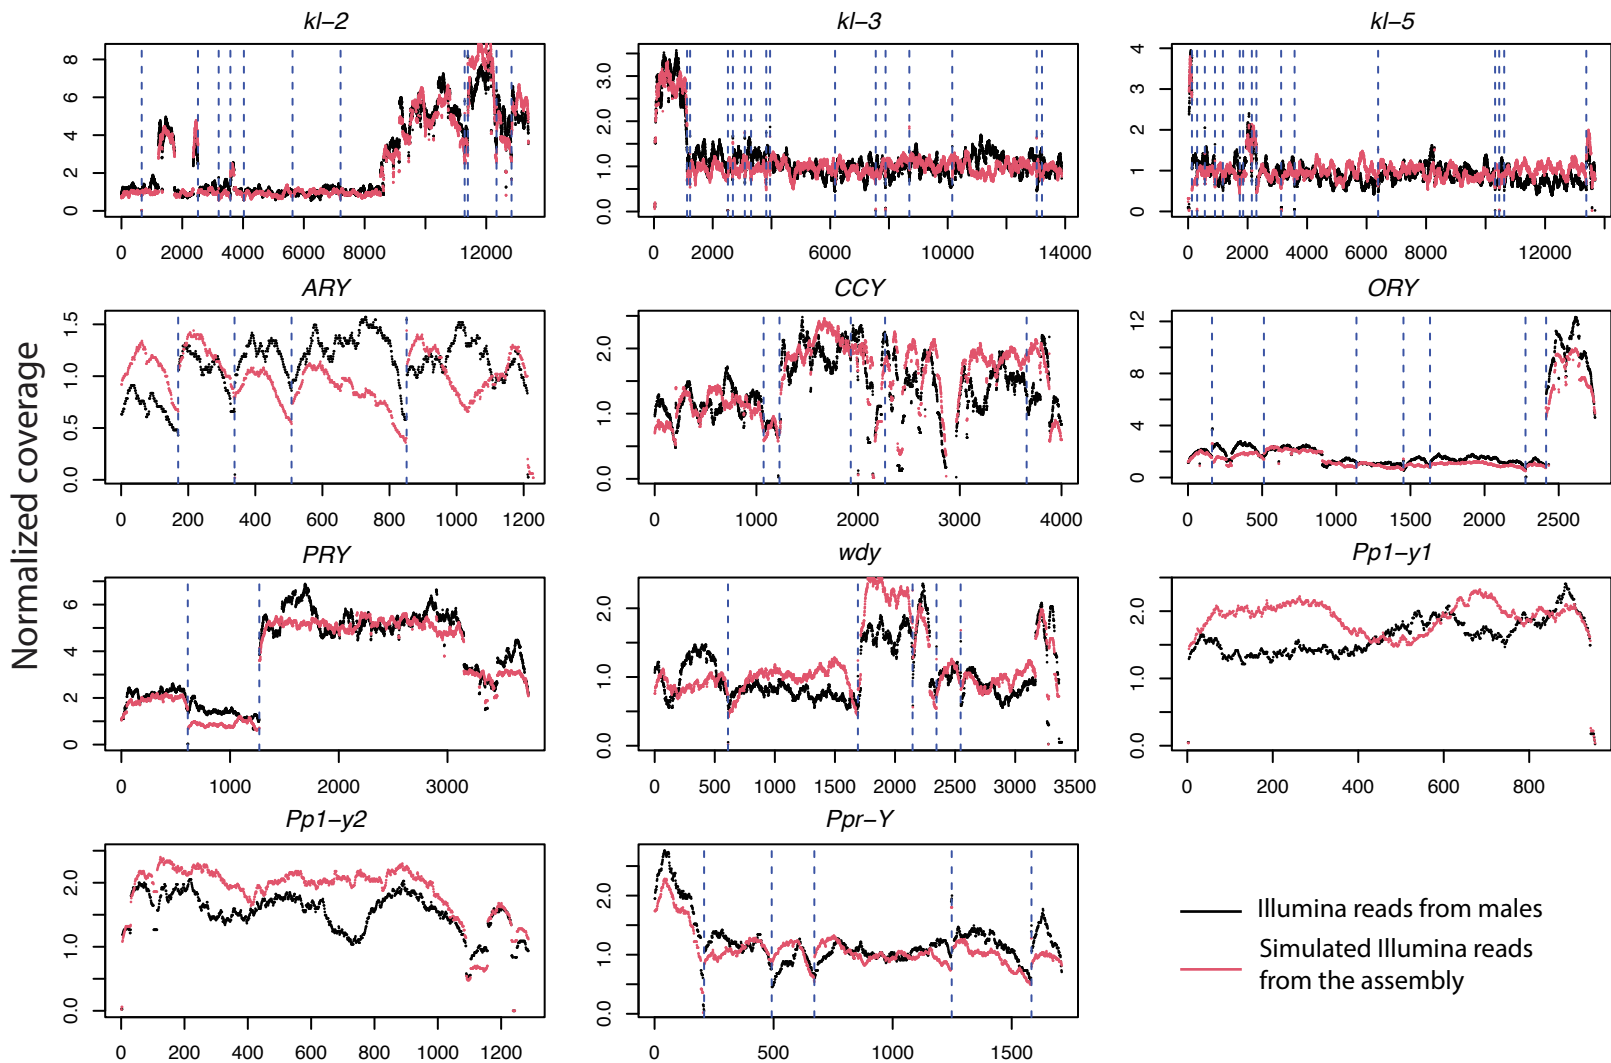 kl–2
kl–3
kl–5
8
6
4
2
0
0 2000 4000 6000 8000 12000
3.0
2.0
1.0
0.0
0 2000 6000 10000 14000
4
3
2
1
0
0 2000 4000 6000 8000 12000
ARY
CCY
ORY
1.5
1.0
0.5
0.0
0 200 400 600 800 1000 1200
2.0
1.0
0.0
0 1000 2000 3000 4000
12
8
4
0
0 500 1000 1500 2000 2500
Normalized coverage
PRY
wdy
Pp1–y1
6
4
2
0
0 1000 2000 3000
2.0
1.0
0.0
0 500 1000 1500 2000 2500 3000 3500
2.0
1.0
0.0
0 200 400 600 800
Pp1–y2
Ppr–Y
2.0
1.0
0.0
0 200 400 600 800 1000 1200
2.0
1.0
0.0
0 500 1000 1500
Illumina reads from males
Simulated Illumina reads
from the assembly